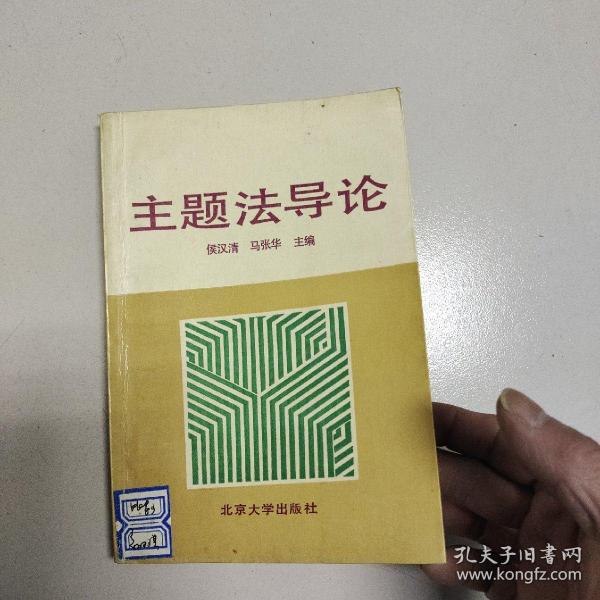 主题法导论
侯汉清 马张华 主编
北京大学出版社
孔夫子旧书网
www.kongfz.com